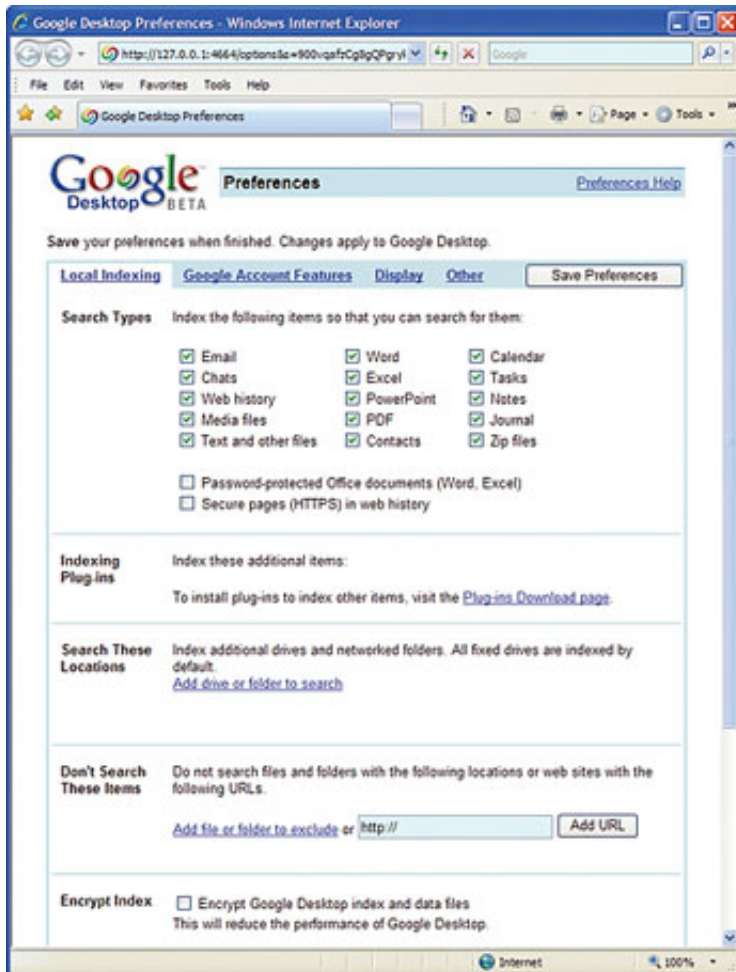 Google Desktop Preferences - Windows Internet Explorer
Google
File Edit View Favorites Tools Help
Google Desktop Preferences
Page Tools
Google Desktop BETA
Preferences
Preferences Help
Save your preferences when finished. Changes apply to Google Desktop.
Local Indexing Google Account Features Display Other Save Preferences
Search Types Index the following items so that you can search for them:
Email Word Calendar
Chats Excel Tasks
Web history PowerPoint Notes
Media files PDF Journal
Text and other files Contacts Zip files
Password-protected Office documents (Word, Excel)
Secure pages (HTTPS) in web history
Indexing Plug-ins
Index these additional items:
To install plug-ins to index other items, visit the Plug-ins Download page.
Search These Locations
Index additional drives and networked folders. All fixed drives are indexed by
default.
Add drive or folder to search
Don't Search These Items
Do not search files and folders with the following locations or web sites with the
following URLs.
Add file or folder to exclude or http:// Add URL
Encrypt Index Encrypt Google Desktop index and data files
This will reduce the performance of Google Desktop.
Internet 100%